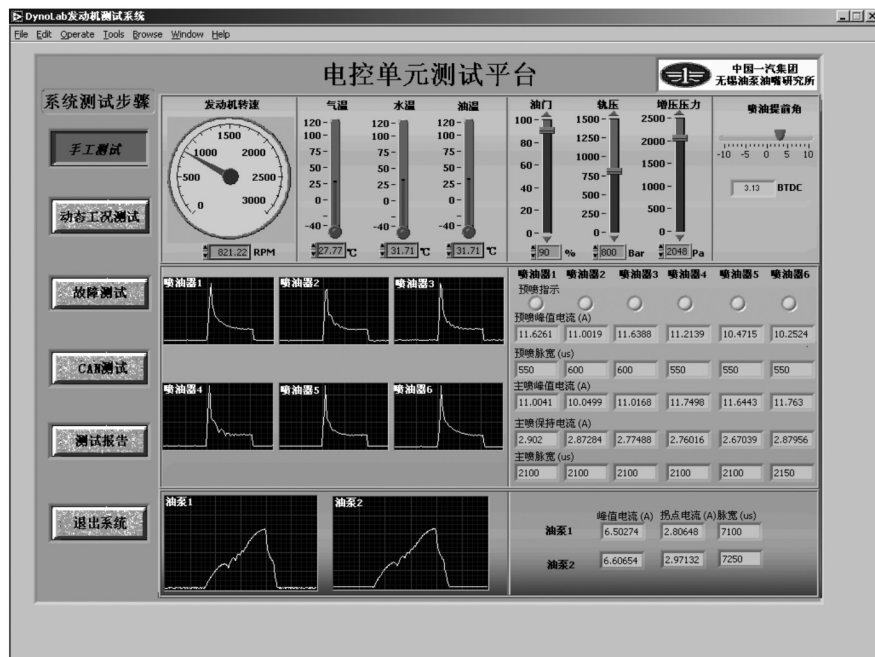 DynoLab发动机测试系统
File Edit Operate Tools Browse Window Help
电控单元测试平台
中国一汽集团
无锡油泵油嘴研究所
系统测试步骤
手工测试
动态工况测试
故障测试
CAN测试
测试报告
退出系统
发动机转速
0 500 1000 1500 2000 2500 3000
821.22 RPM
气温 水温 油温
120 120 120
100 100 100
75 75 75
50 50 50
25 25 25
0 0 0
-40 -40 -40
27.77 ℃ 31.71 ℃ 31.71 ℃
油门 轨压 增压压力
100 1500 2500
80 1250 2000
60 1000 1500
40 750 1000
20 500 500
0 250 0
0
90 % 800 Bar 2048 Pa
喷油提前角
-10 -5 0 5 10
3.13 BTDC
喷油器1 喷油器2 喷油器3
喷油器4 喷油器5 喷油器6
喷油器1 喷油器2 喷油器3 喷油器4 喷油器5 喷油器6
预喷指示
预喷峰值电流(A)
11.6261 11.0019 11.6388 11.2139 10.4715 10.2524
预喷脉宽(us)
550 600 600 550 550 550
主喷峰值电流(A)
11.0041 10.0499 11.0168 11.7498 11.6443 11.763
主喷保持电流(A)
2.902 2.87284 2.77488 2.76016 2.67039 2.87956
主喷脉宽(us)
2100 2100 2100 2100 2100 2150
油泵1 油泵2
峰值电流(A) 拐点电流(A) 脉宽(us)
油泵1 6.50274 2.80648 7100
油泵2 6.60654 2.97132 7250